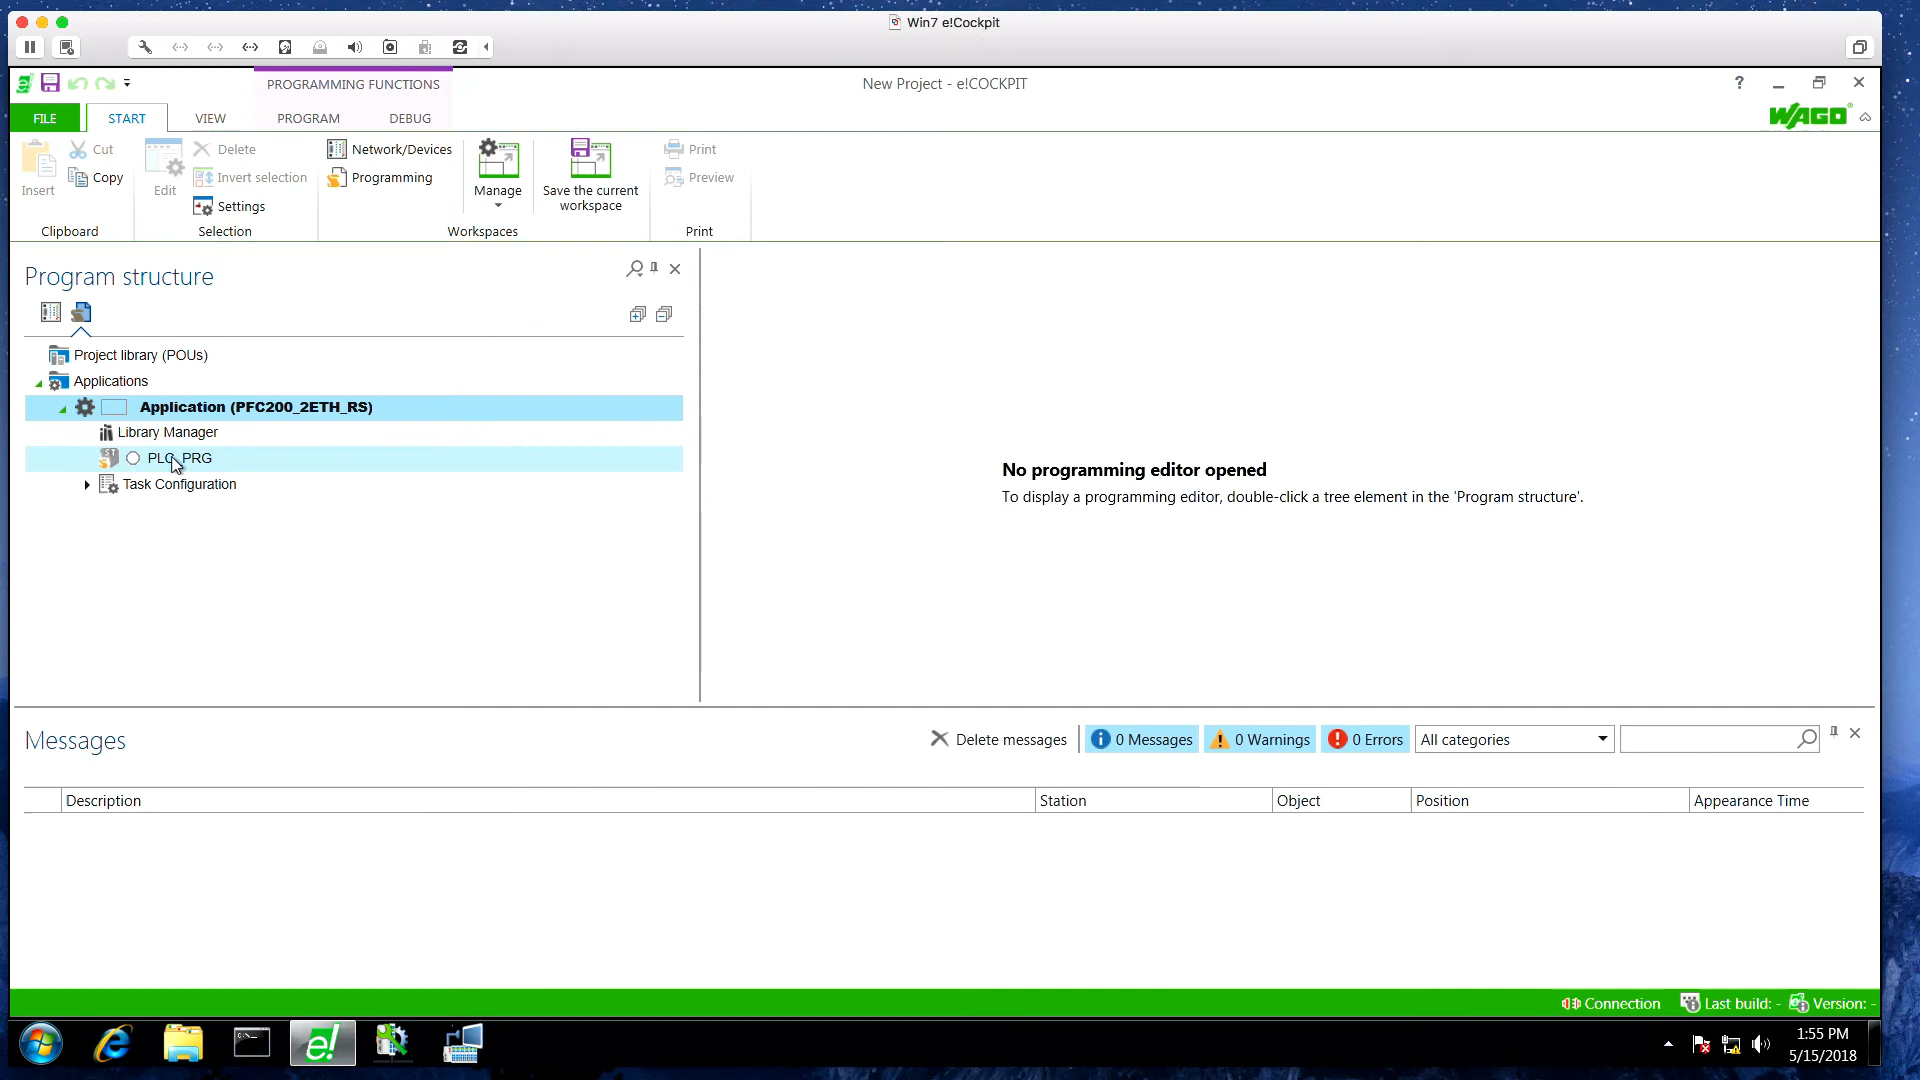 Win7 e!Cockpit
PROGRAMMING FUNCTIONS
New Project - e!COCKPIT
?
FILE
START
VIEW
PROGRAM
DEBUG
WAGO
Insert
Cut
Copy
Clipboard
Edit
Delete
Invert selection
Settings
Selection
Network/Devices
Programming
Manage
Save the current
workspace
Workspaces
Print
Preview
Print
Program structure
Project library (POUs)
Applications
Application (PFC200_2ETH_RS)
Library Manager
ST
PLC_PRG
Task Configuration
No programming editor opened
To display a programming editor, double-click a tree element in the 'Program structure'.
Messages
Delete messages
0 Messages
0 Warnings
0 Errors
All categories
Description
Station
Object
Position
Appearance Time
Connection
Last build: -
Version: -
1:55 PM
5/15/2018